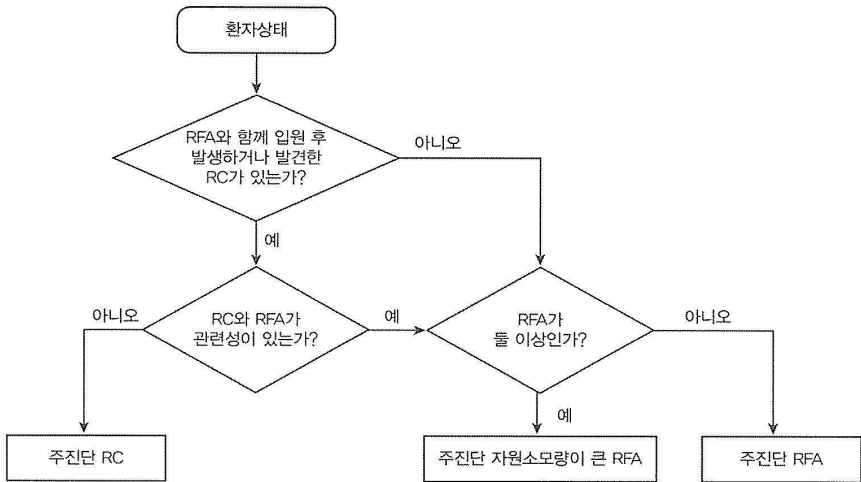 환자상태
RFA와 함께 입원 후
발생하거나 발견한
RC가 있는가?
아니오
예
아니오
RC와 RFA가
관련성이 있는가?
예
RFA가
둘 이상인가?
아니오
예
주진단 RC
주진단 자원소모량이 큰 RFA
주진단 RFA